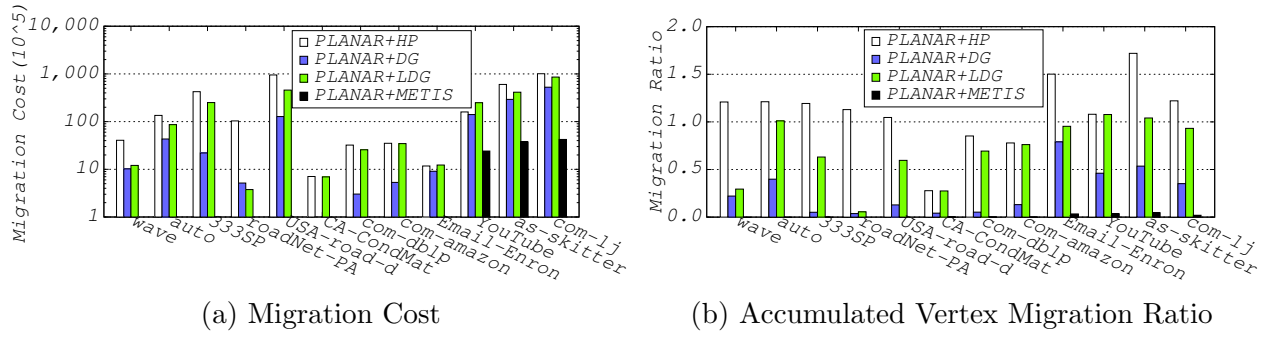 10,000
1,000
100
10
1
Migration Cost(10^5)
PLANAR+HP
PLANAR+DG
PLANAR+LDG
PLANAR+METIS
wave
auto
333SP
roadNet-PA
USA-road-d
CA-CondMat
Com-dblp
Com-amazon
Email-Enron
YouTube
as-skitter
Com-lj
(a) Migration Cost
2.0
1.5
1.0
0.5
0.0
Migration Ratio
PLANAR+HP
PLANAR+DG
PLANAR+LDG
PLANAR+METIS
wave
auto
333SP
roadNet-PA
USA-road-d
CA-CondMat
Com-dblp
Com-amazon
Email-Enron
YouTube
as-skitter
Com-lj
(b) Accumulated Vertex Migration Ratio